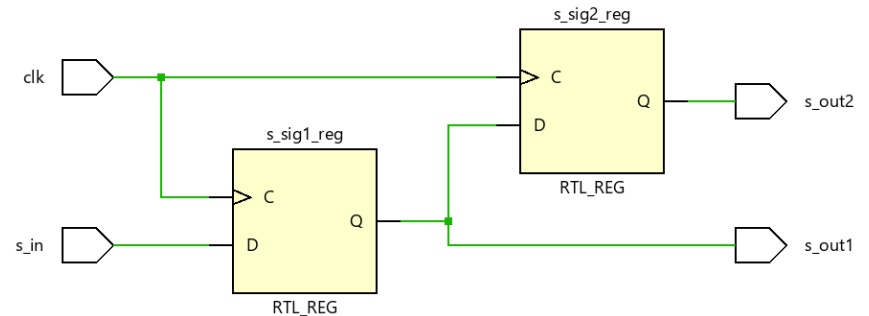 s_sig2_reg
clk
C
Q
s_out2
D
s_sig1_reg
RTL_REG
C
Q
s_in
D
s_out1
RTL_REG